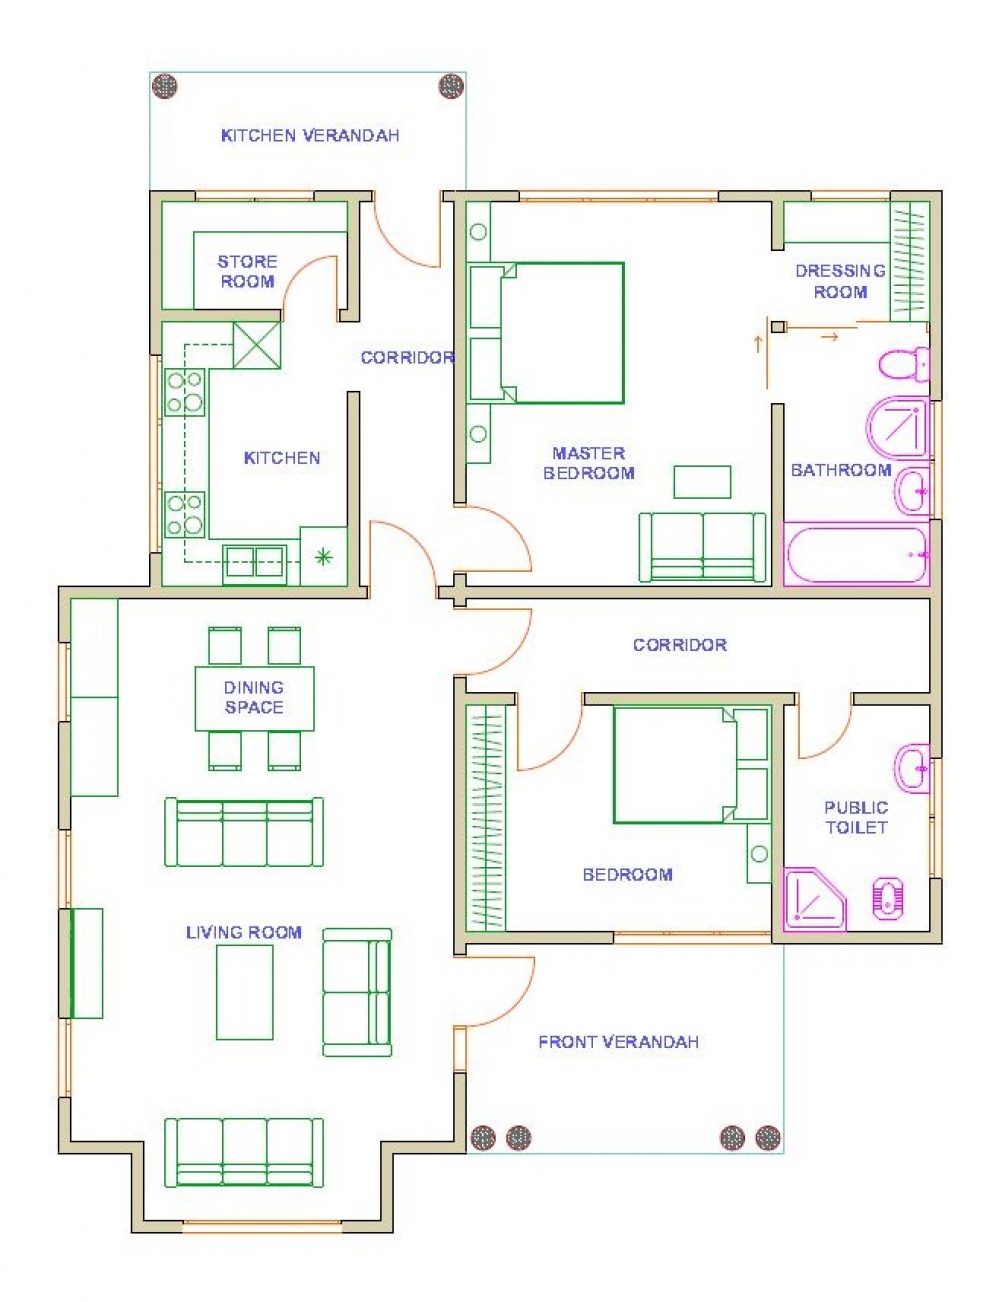 KITCHEN VERANDAH
STORE
ROOM
DRESSING
ROOM
CORRIDOR
KITCHEN
MASTER
BEDROOM
BATHROOM
CORRIDOR
DINING
SPACE
PUBLIC
TOILET
BEDROOM
LIVING ROOM
FRONT VERANDAH